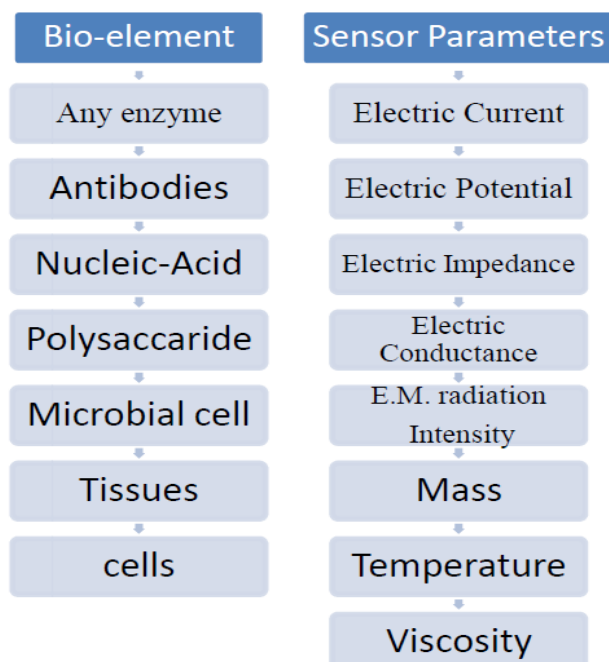 Bio-element
Any enzyme
Antibodies
Nucleic-Acid
Polysaccaride
Microbial cell
Tissues
cells
Sensor Parameters
Electric Current
Electric Potential
Electric Impedance
Electric
Conductance
E.M. radiation
Intensity
Mass
Temperature
Viscosity